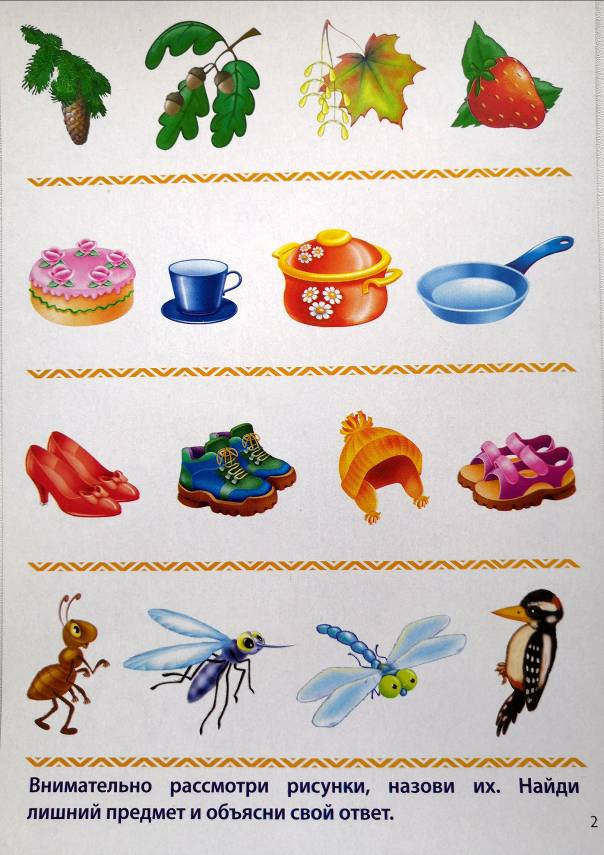 Внимательно рассмотри рисунки, назови их. Найди
лишний предмет и объясни свой ответ.
2